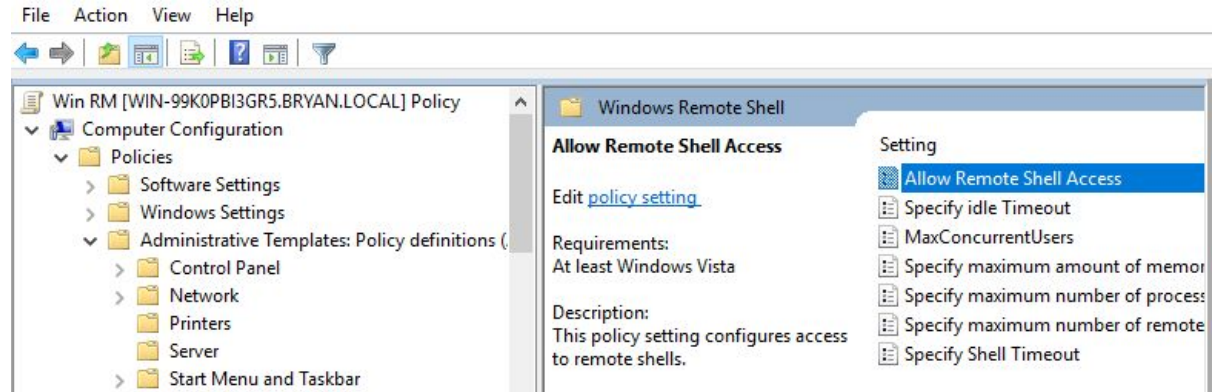 File Action View Help
Win RM [WIN-99K0PBI3GR5.BRYAN.LOCAL] Policy
Computer Configuration
Policies
Software Settings
Windows Settings
Administrative Templates: Policy definitions (.
Control Panel
Network
Printers
Server
Start Menu and Taskbar
Windows Remote Shell
Allow Remote Shell Access
Edit policy setting
Requirements:
At least Windows Vista
Description:
This policy setting configures access
to remote shells.
Setting
Allow Remote Shell Access
Specify idle Timeout
MaxConcurrentUsers
Specify maximum amount of memor
Specify maximum number of process
Specify maximum number of remote
Specify Shell Timeout